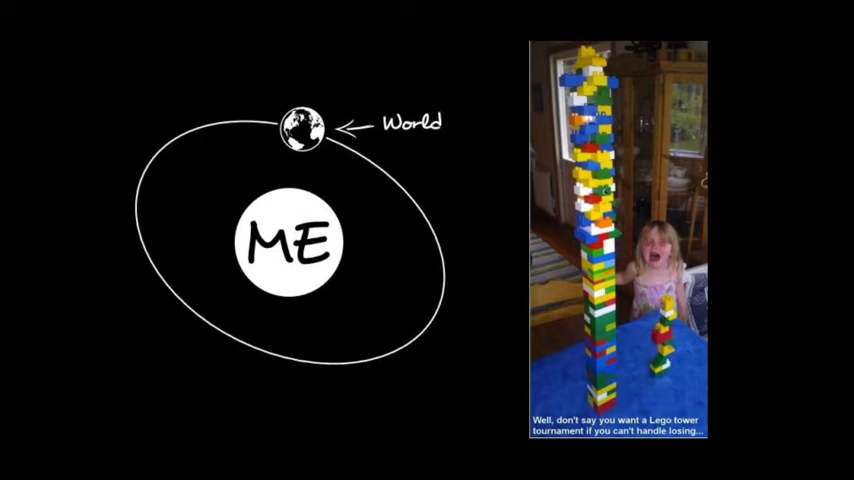 World
ME
Well, don't say you want a Lego tower
tournament if you can't handle losing...